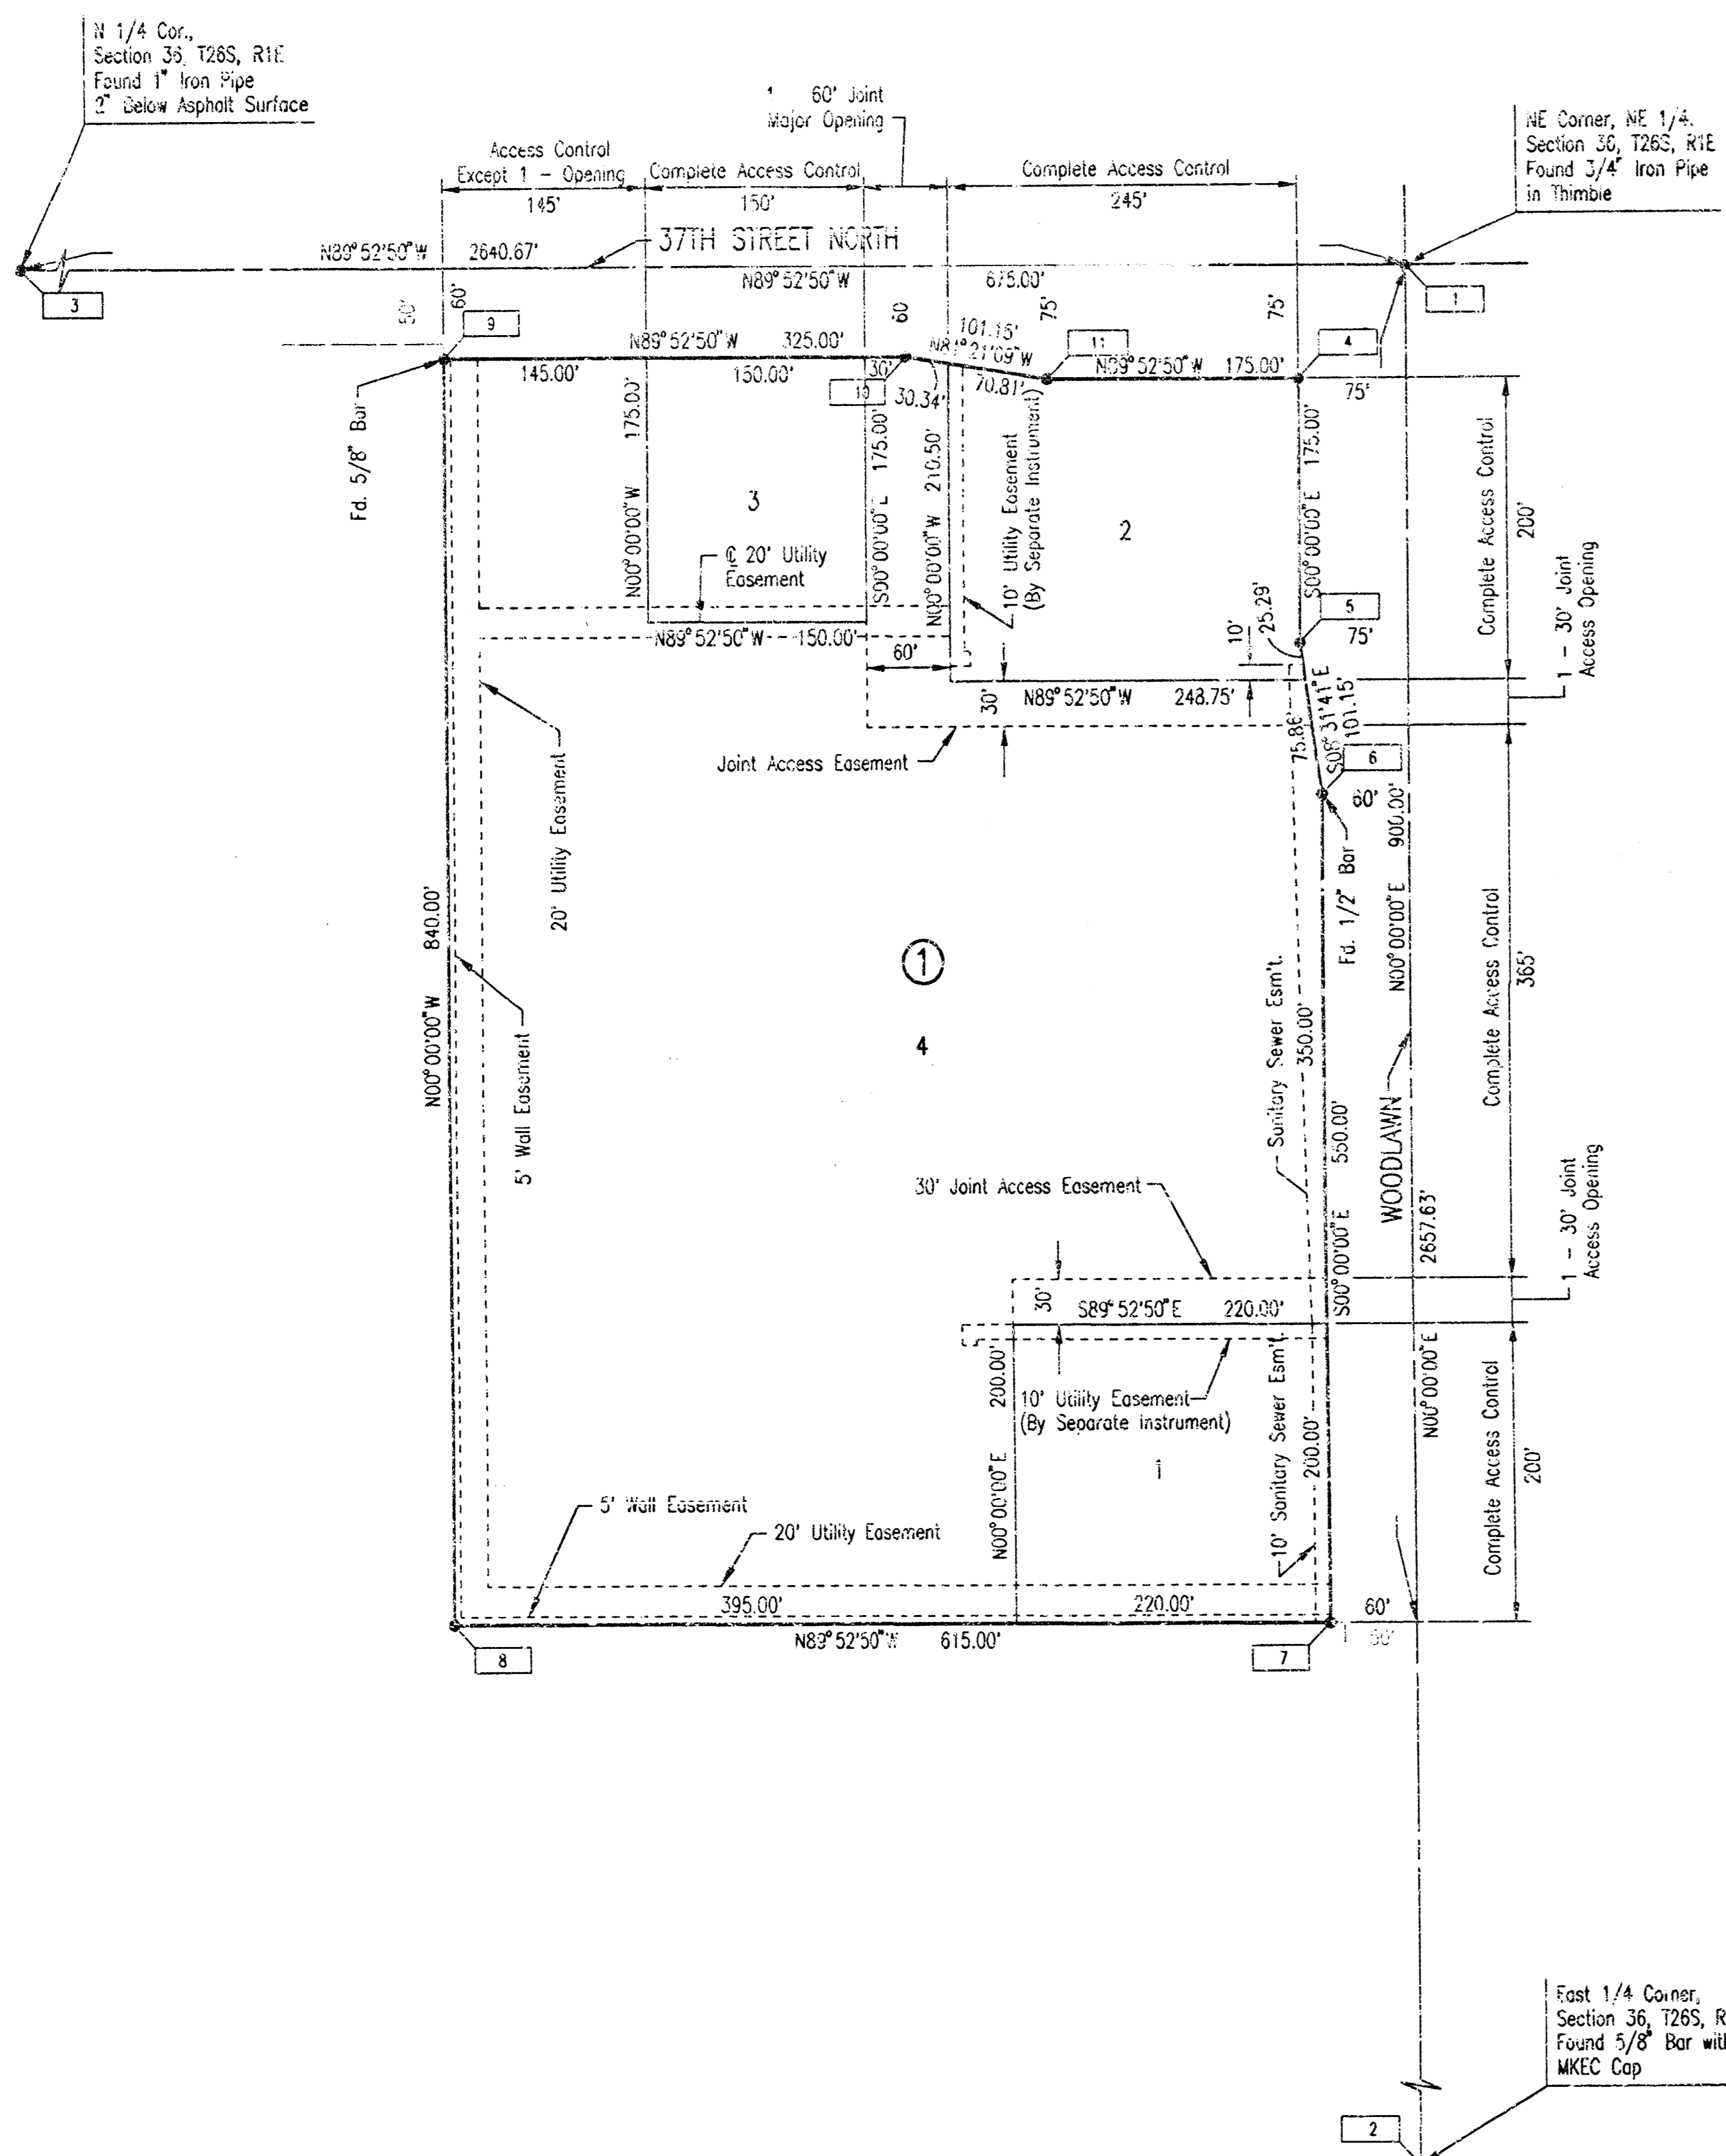 N 1/4 Cor.,
Section 36, T26S, R1E
Found 1" Iron Pipe
2" Below Asphalt Surface
1 60' Joint
Major Opening
NE Corner, NE 1/4,
Section 36, T26S, R1E
Found 3/4" Iron Pipe
in Thimble
Access Control
Except 1 - Opening
Complete Access Control
Complete Access Control
145'
150'
245'
37TH STREET NORTH
N89°52'50"W 2640.67'
N89°52'50"W 675.00'
3
1
50'
60'
9
60
75'
75'
101.15'
N81°21'09"W
11
4
N89°52'50"W 325.00'
N89°52'50"W 175.00'
145.00'
150.00'
30'
10
30.34'
70.81'
75'
Fd. 5/8" Bar
175.00'
N00°00'00"W
3
℄ 20' Utility
Easement
S00°00'00"E 175.00'
N00°00'00"W 210.50'
10' Utility Easement
(By Separate Instrument)
2
S00°00'00"E 175.00'
Complete Access Control
200'
1 - 30' Joint
Access Opening
5
75'
10'
25.29'
N89°52'50"W 150.00'
60'
30'
N89°52'50"W 248.75'
Joint Access Easement
75.86'
S08°31'41"E
101.15'
6
60'
Fd. 1/2" Bar
N00°00'00"E 900.00'
20' Utility Easement
N00°00'00"W 840.00'
5' Wall Easement
1
4
Sanitary Sewer Esm't.
350.00'
S00°00'00"E 550.00'
WOODLAWN
2657.63'
N00°00'00"E
Complete Access Control
365'
1 - 30' Joint
Access Opening
30' Joint Access Easement
30'
S89°52'50"E 220.00'
N00°00'00"E 200.00'
10' Utility Easement
(By Separate Instrument)
1
10' Sanitary Sewer Esm't.
200.00'
Complete Access Control
200'
5' Wall Easement
20' Utility Easement
395.00'
220.00'
60'
N89°52'50"W 615.00'
8
7
East 1/4 Corner,
Section 36, T26S, R
Found 5/8" Bar with
MKEC Cap
2